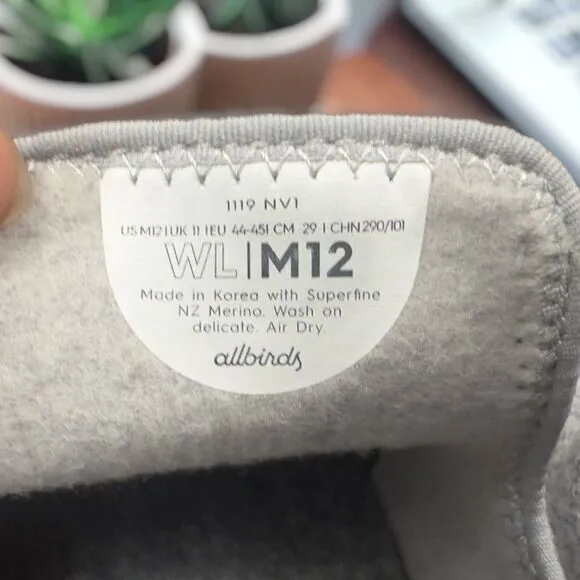 1119 NV1
US M12 | UK 11 | EU 44-45 | CM 29 | CHN 290/101
WL | M12
Made in Korea with Superfine
NZ Merino. Wash on
delicate. Air Dry.
allbirds